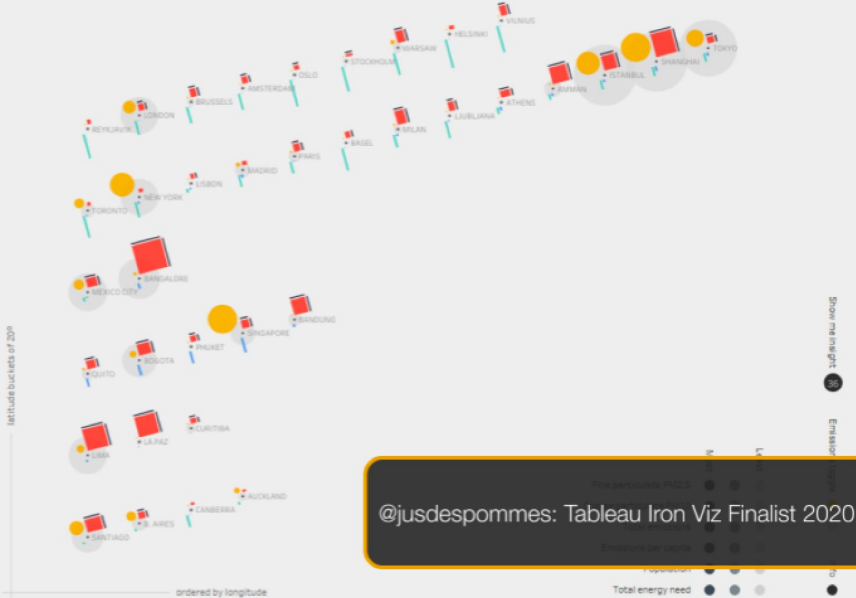 VILNIUS
HELSINKI
WARSAW
STOCKHOLM
OSLO
AMSTERDAM
BRUSSELS
LONDON
REYKJAVIK
TOKYO
SHANGHAI
ISTANBUL
AMMAN
ATHENS
LJUBLJANA
MILAN
BASEL
PARIS
MADRID
LISBON
NEW YORK
TORONTO
BANGALORE
MEXICO CITY
BANDUNG
SINGAPORE
PHUKET
BOGOTA
QUITO
CURITIBA
LA PAZ
LIMA
AUCKLAND
CANBERRA
B. AIRES
SANTIAGO
latitude buckets of 20º
ordered by longitude
Show me insight
36
@jusdespommes: Tableau Iron Viz Finalist 2020
Fine particulates PM2.5
Emissions per capita
Population
Total energy need